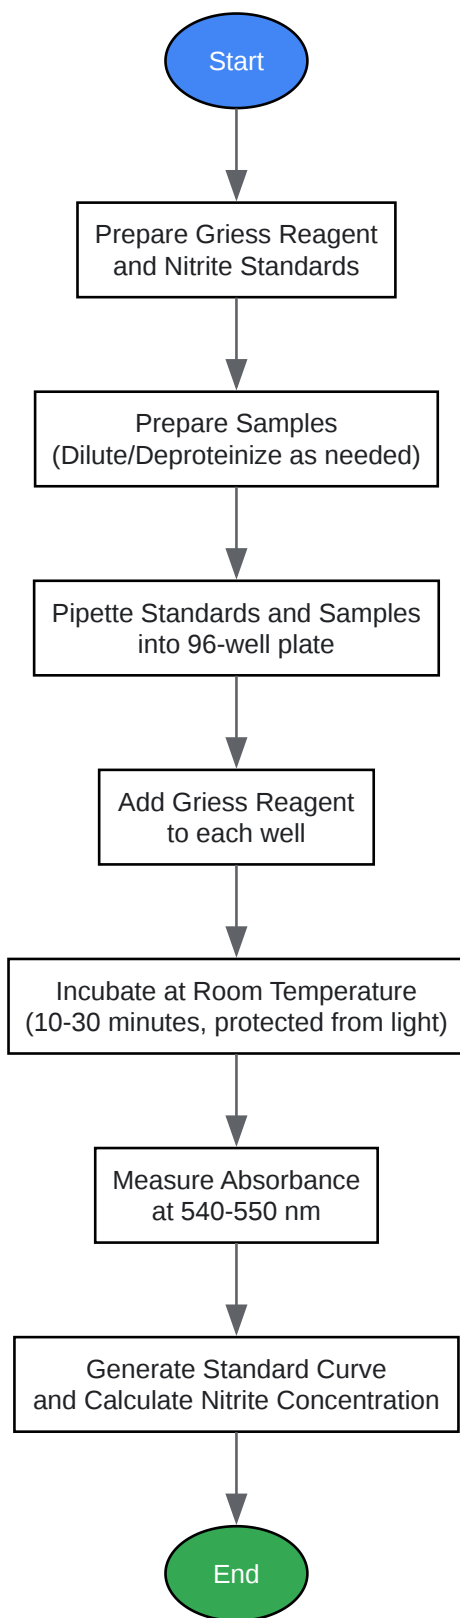 Start
Prepare Griess Reagent
and Nitrite Standards
Prepare Samples
(Dilute/Deproteinize as needed)
Pipette Standards and Samples
into 96-well plate
Add Griess Reagent
to each well
Incubate at Room Temperature
(10-30 minutes, protected from light)
Measure Absorbance
at 540-550 nm
Generate Standard Curve
and Calculate Nitrite Concentration
End